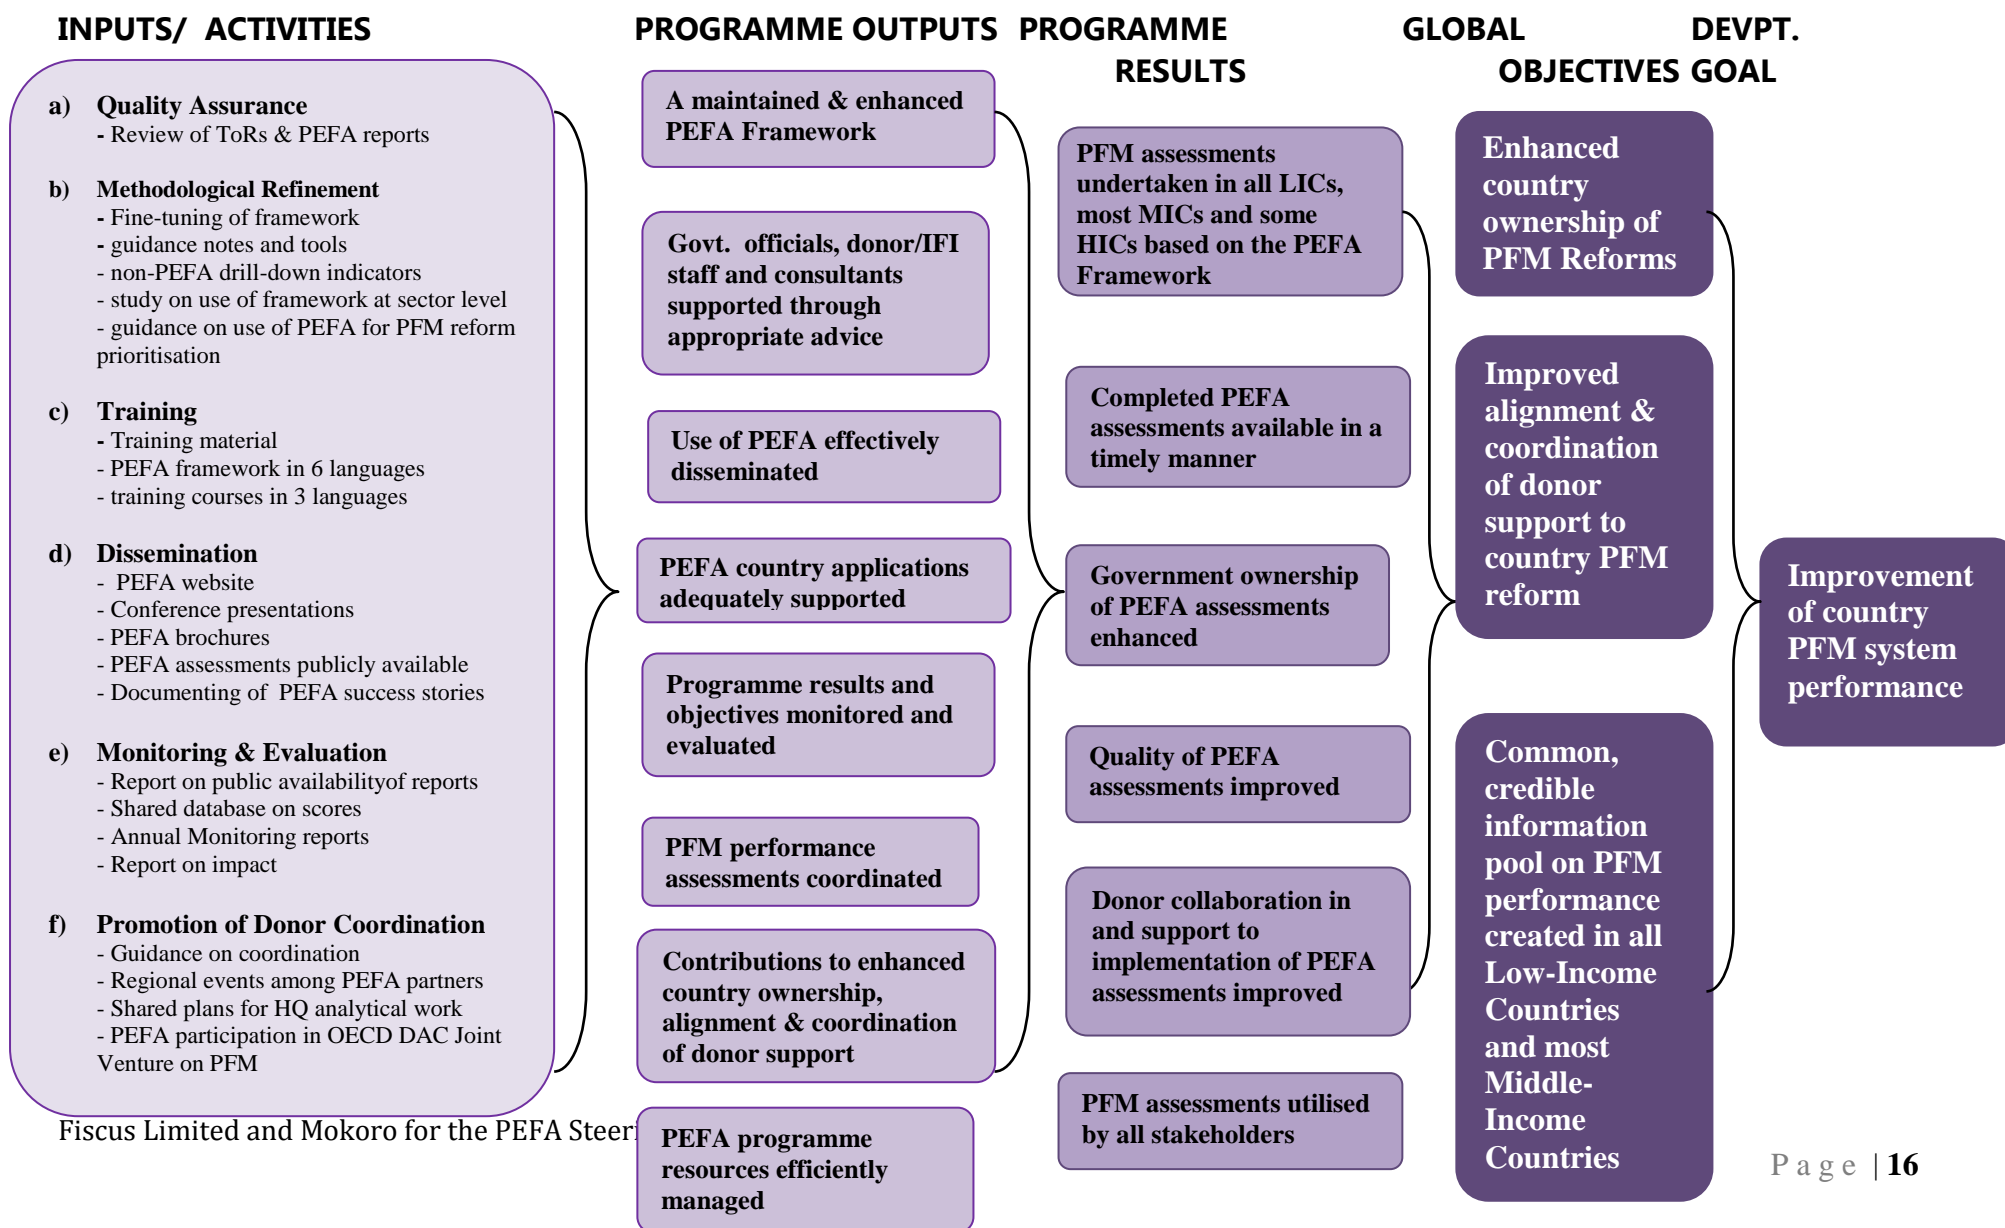 INPUTS/ ACTIVITIES
PROGRAMME OUTPUTS
PROGRAMME
RESULTS
GLOBAL
OBJECTIVES
DEVPT.
GOAL
a) Quality Assurance
- Review of ToRs & PEFA reports
b) Methodological Refinement
- Fine-tuning of framework
- guidance notes and tools
- non-PEFA drill-down indicators
- study on use of framework at sector level
- guidance on use of PEFA for PFM reform
prioritisation
c) Training
- Training material
- PEFA framework in 6 languages
- training courses in 3 languages
d) Dissemination
- PEFA website
- Conference presentations
- PEFA brochures
- PEFA assessments publicly available
- Documenting of PEFA success stories
e) Monitoring & Evaluation
- Report on public availabilityof reports
- Shared database on scores
- Annual Monitoring reports
- Report on impact
f) Promotion of Donor Coordination
- Guidance on coordination
- Regional events among PEFA partners
- Shared plans for HQ analytical work
- PEFA participation in OECD DAC Joint
Venture on PFM
A maintained & enhanced
PEFA Framework
Govt. officials, donor/IFI
staff and consultants
supported through
appropriate advice
Use of PEFA effectively
disseminated
PEFA country applications
adequately supported
Programme results and
objectives monitored and
evaluated
PFM performance
assessments coordinated
Contributions to enhanced
country ownership,
alignment & coordination
of donor support
PEFA programme
resources efficiently
managed
PFM assessments
undertaken in all LICs,
most MICs and some
HICs based on the PEFA
Framework
Completed PEFA
assessments available in a
timely manner
Government ownership
of PEFA assessments
enhanced
Quality of PEFA
assessments improved
Donor collaboration in
and support to
implementation of PEFA
assessments improved
PFM assessments utilised
by all stakeholders
Enhanced
country
ownership of
PFM Reforms
Improved
alignment &
coordination
of donor
support to
country PFM
reform
Common,
credible
information
pool on PFM
performance
created in all
Low-Income
Countries
and most
Middle-
Income
Countries
Improvement
of country
PFM system
performance
Fiscus Limited and Mokoro for the PEFA
Page | 16